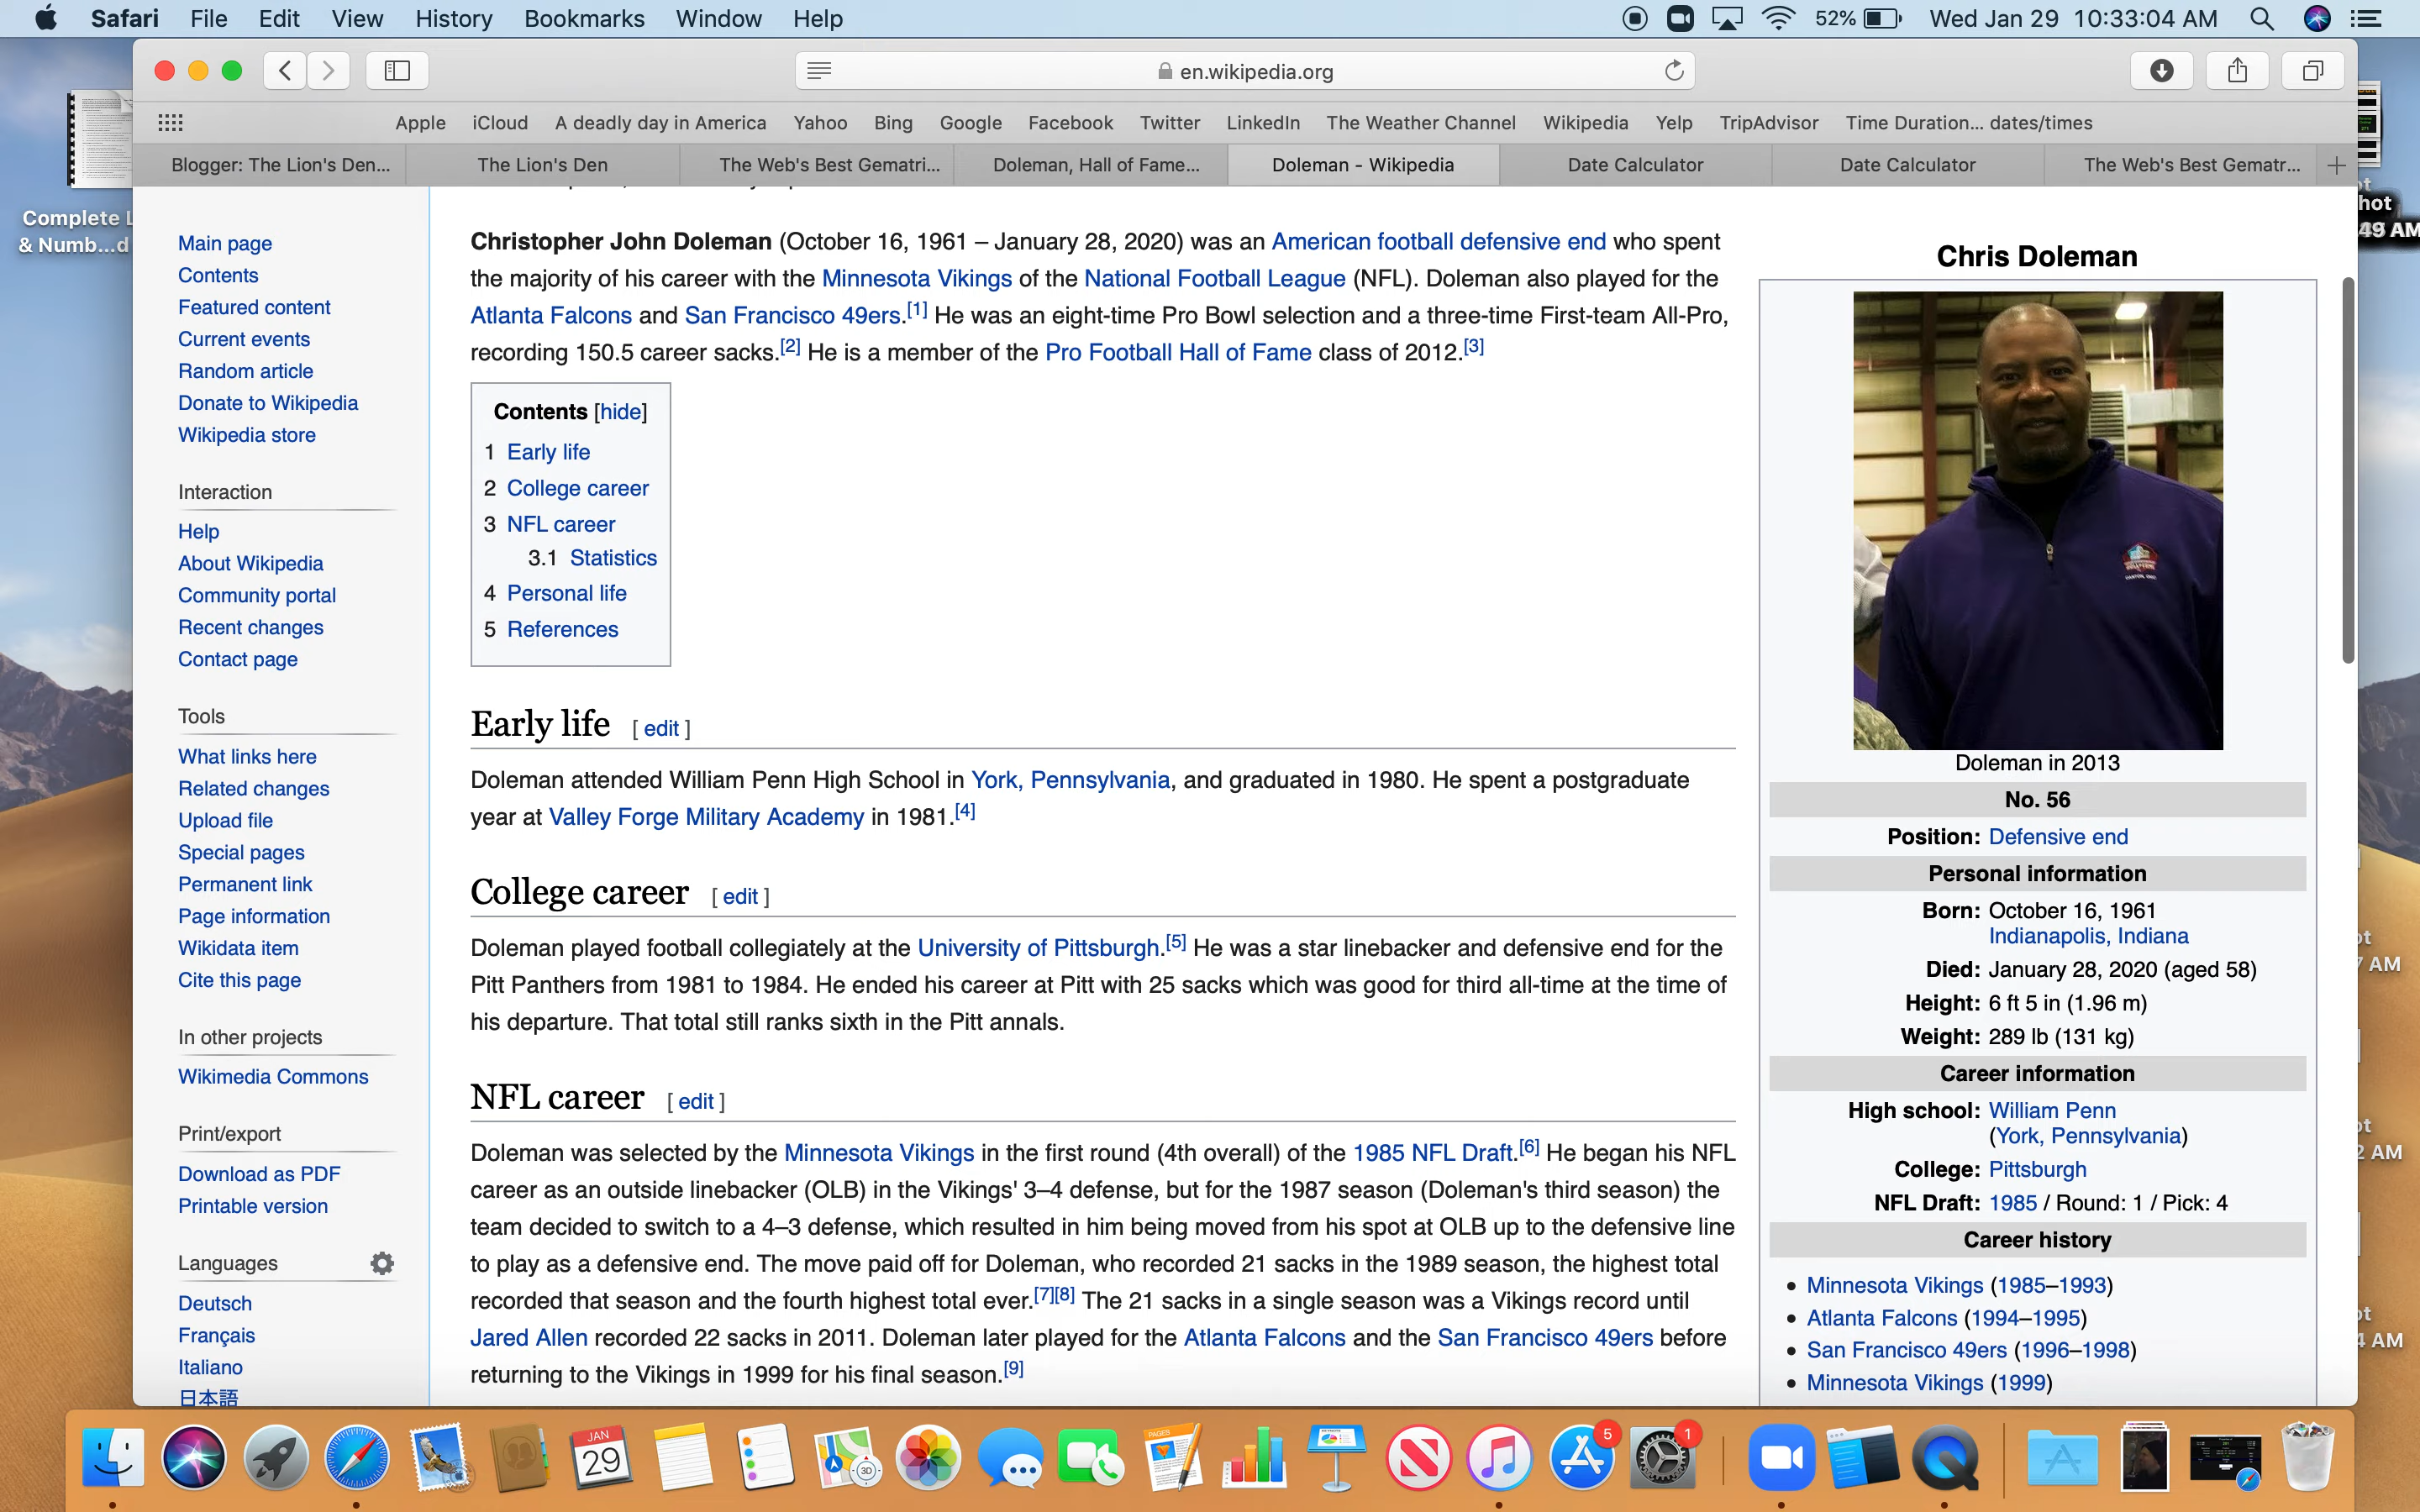 Safari File Edit View History Bookmarks Window Help 52% Wed Jan 29 10:33:04 AM
en.wikipedia.org
Apple iCloud A deadly day in America Yahoo Bing Google Facebook Twitter LinkedIn The Weather Channel Wikipedia Yelp TripAdvisor Time Duration... dates/times
Blogger: The Lion's Den... The Lion's Den The Web's Best Gematri... Doleman, Hall of Fame... Doleman - Wikipedia Date Calculator Date Calculator The Web's Best Gematr...
Complete L
& Numb...d
hot
49 AM
Main page
Contents
Featured content
Current events
Random article
Donate to Wikipedia
Wikipedia store
Interaction
Help
About Wikipedia
Community portal
Recent changes
Contact page
Tools
What links here
Related changes
Upload file
Special pages
Permanent link
Page information
Wikidata item
Cite this page
In other projects
Wikimedia Commons
Print/export
Download as PDF
Printable version
Languages
Deutsch
Français
Italiano
日本語
Christopher John Doleman (October 16, 1961 – January 28, 2020) was an American football defensive end who spent
the majority of his career with the Minnesota Vikings of the National Football League (NFL). Doleman also played for the
Atlanta Falcons and San Francisco 49ers.[1] He was an eight-time Pro Bowl selection and a three-time First-team All-Pro,
recording 150.5 career sacks.[2] He is a member of the Pro Football Hall of Fame class of 2012.[3]
Contents [hide]
1 Early life
2 College career
3 NFL career
3.1 Statistics
4 Personal life
5 References
Early life [ edit ]
Doleman attended William Penn High School in York, Pennsylvania, and graduated in 1980. He spent a postgraduate
year at Valley Forge Military Academy in 1981.[4]
College career [ edit ]
Doleman played football collegiately at the University of Pittsburgh.[5] He was a star linebacker and defensive end for the
Pitt Panthers from 1981 to 1984. He ended his career at Pitt with 25 sacks which was good for third all-time at the time of
his departure. That total still ranks sixth in the Pitt annals.
NFL career [ edit ]
Doleman was selected by the Minnesota Vikings in the first round (4th overall) of the 1985 NFL Draft.[6] He began his NFL
career as an outside linebacker (OLB) in the Vikings' 3–4 defense, but for the 1987 season (Doleman's third season) the
team decided to switch to a 4–3 defense, which resulted in him being moved from his spot at OLB up to the defensive line
to play as a defensive end. The move paid off for Doleman, who recorded 21 sacks in the 1989 season, the highest total
recorded that season and the fourth highest total ever.[7][8] The 21 sacks in a single season was a Vikings record until
Jared Allen recorded 22 sacks in 2011. Doleman later played for the Atlanta Falcons and the San Francisco 49ers before
returning to the Vikings in 1999 for his final season.[9]
Chris Doleman
Doleman in 2013
No. 56
Position: Defensive end
Personal information
Born: October 16, 1961
Indianapolis, Indiana
Died: January 28, 2020 (aged 58)
Height: 6 ft 5 in (1.96 m)
Weight: 289 lb (131 kg)
Career information
High school: William Penn
(York, Pennsylvania)
College: Pittsburgh
NFL Draft: 1985 / Round: 1 / Pick: 4
Career history
• Minnesota Vikings (1985–1993)
• Atlanta Falcons (1994–1995)
• San Francisco 49ers (1996–1998)
• Minnesota Vikings (1999)
7 AM
2 AM
4 AM
JAN
29
3D
PAGES
5
1